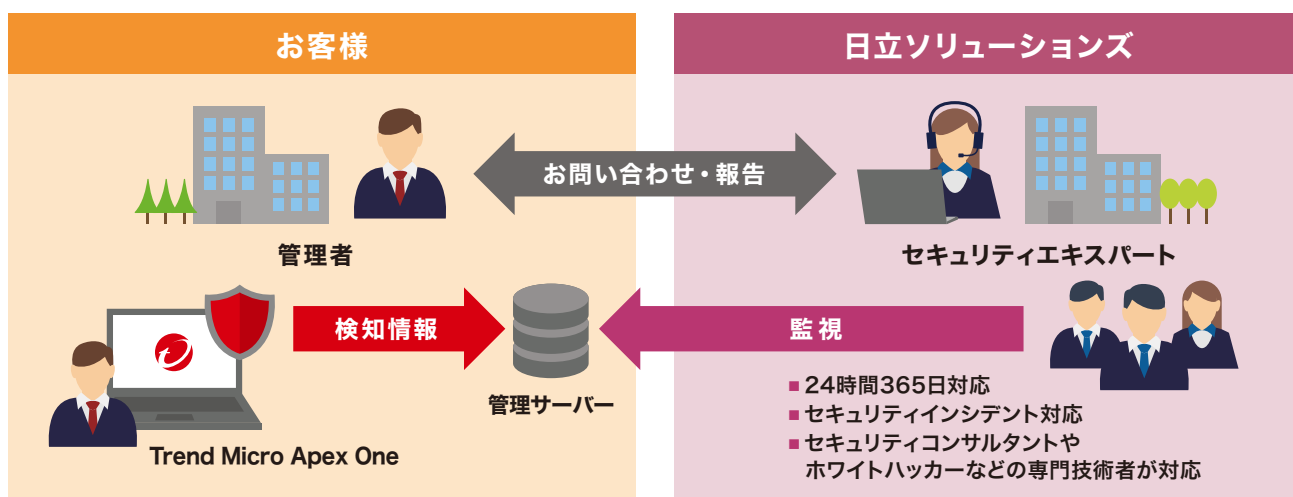 お客様
日立ソリューションズ
お問い合わせ・報告
管理者
セキュリティエキスパート
検知情報
監視
管理サーバー
Trend Micro Apex One
■ 24時間365日対応
■ セキュリティインシデント対応
■ セキュリティコンサルタントや
ホワイトハッカーなどの専門技術者が対応